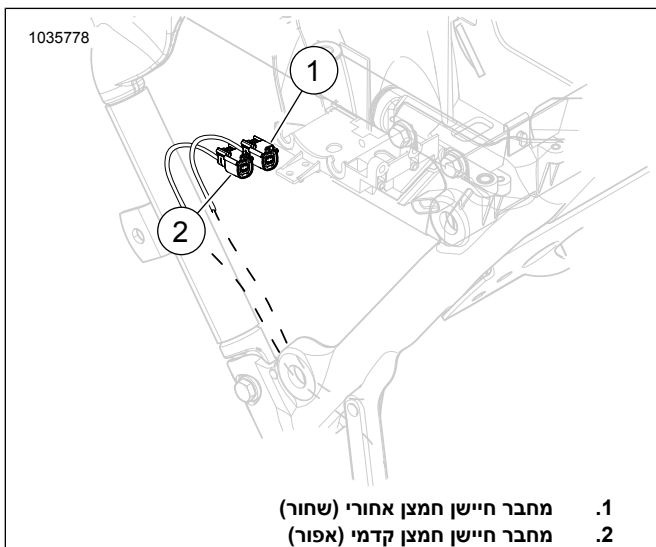 1035778
1
2
1. מחבר חיישן חמצן אחורי (שחור)
2. מחבר חיישן חמצן קדמי (אפור)